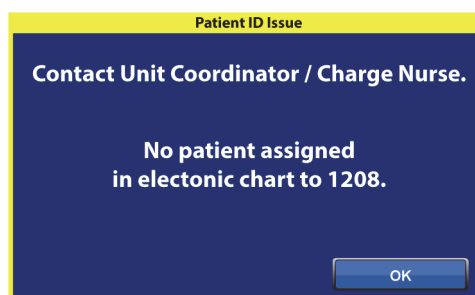 Patient ID Issue
Contact Unit Coordinator / Charge Nurse.
No patient assigned
in electonic chart to 1208.
OK